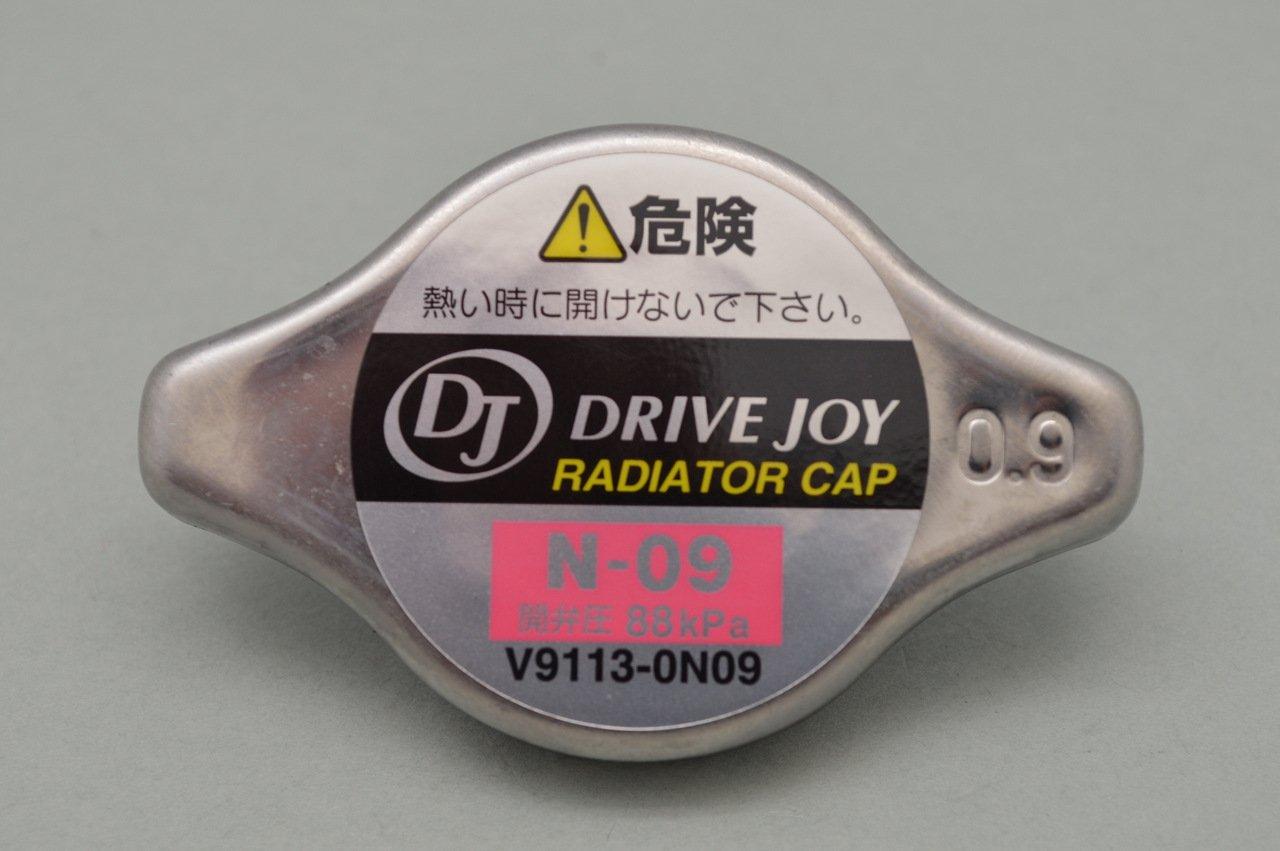 危険
熱い時に開けないで下さい。
DJ DRIVE JOY
RADIATOR CAP
0.9
N-09
開弁圧 88kPa
V9113-0N09